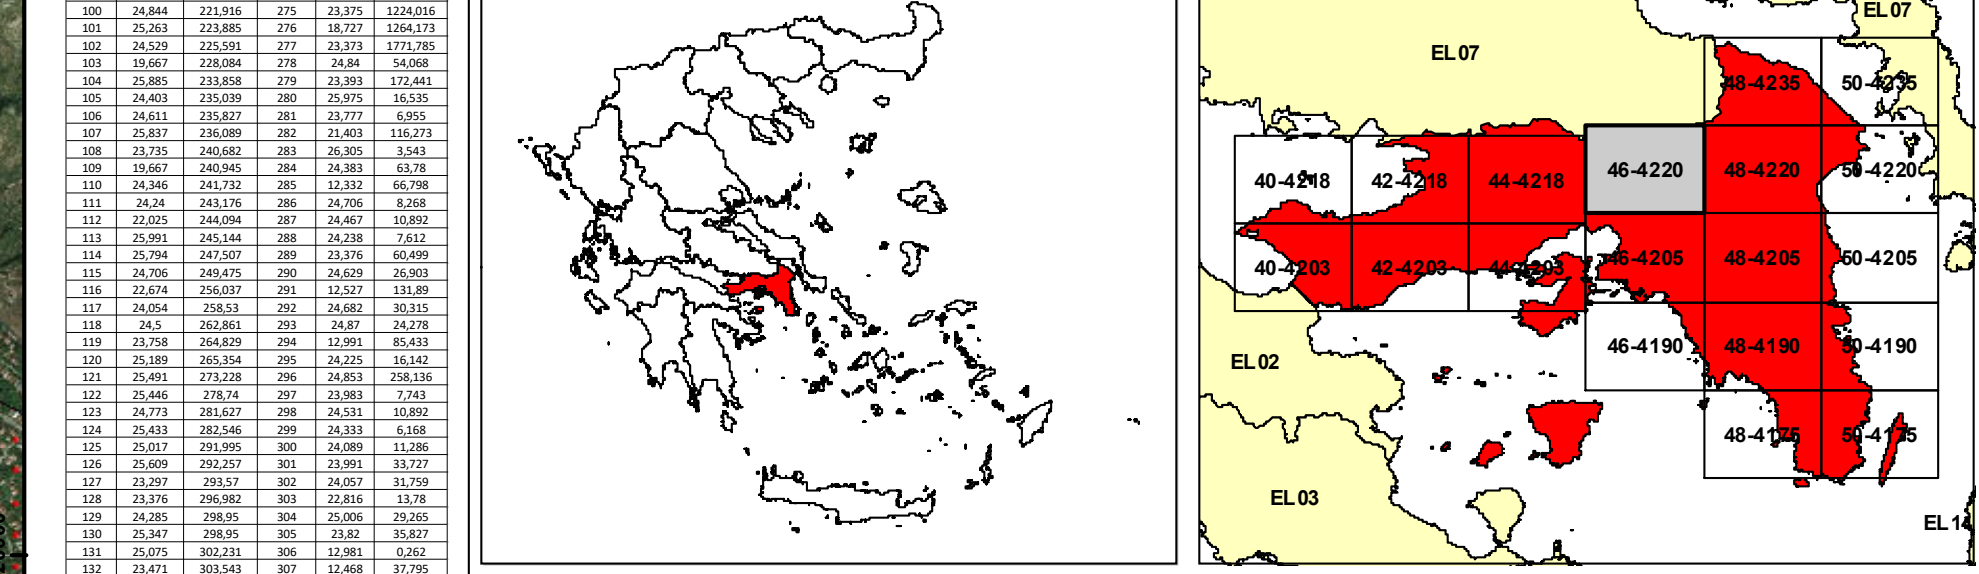 100 24,844 221,916 275 23,375 1224,016
101 25,263 223,885 276 18,727 1264,173
102 24,529 225,591 277 23,373 1771,785
103 19,667 228,084 278 24,84 54,068
104 25,885 233,858 279 23,393 172,441
105 24,403 235,039 280 25,975 16,535
106 24,611 235,827 281 23,777 6,955
107 25,837 236,089 282 21,403 116,273
108 23,735 240,682 283 26,305 3,543
109 19,667 240,945 284 24,383 63,78
110 24,346 241,732 285 12,332 66,798
111 24,24 243,176 286 24,706 8,268
112 22,025 244,094 287 24,467 10,892
113 25,991 245,144 288 24,238 7,612
114 25,794 247,507 289 23,376 60,499
115 24,706 249,475 290 24,629 26,903
116 22,674 256,037 291 12,527 131,89
117 24,054 258,53 292 24,682 30,315
118 24,5 262,861 293 24,87 24,278
119 23,758 264,829 294 12,991 85,433
120 25,189 265,354 295 24,225 16,142
121 25,491 273,228 296 24,853 258,136
122 25,446 278,74 297 23,983 7,743
123 24,773 281,627 298 24,531 10,892
124 25,433 282,546 299 24,333 6,168
125 25,017 291,995 300 24,089 11,286
126 25,609 292,257 301 23,991 33,727
127 23,297 293,57 302 24,057 31,759
128 23,376 296,982 303 22,816 13,78
129 24,285 298,95 304 25,006 29,265
130 25,347 298,95 305 23,82 35,827
131 25,075 302,231 306 12,981 0,262
132 23,471 303,543 307 12,468 37,795
EL07
EL07
48-4235 50-4235
40-4218 42-4218 44-4218 46-4220 48-4220 50-4220
40-4203 42-4203 44-4203 46-4205 48-4205 50-4205
EL02 46-4190 48-4190 50-4190
48-4175 50-4175
EL03